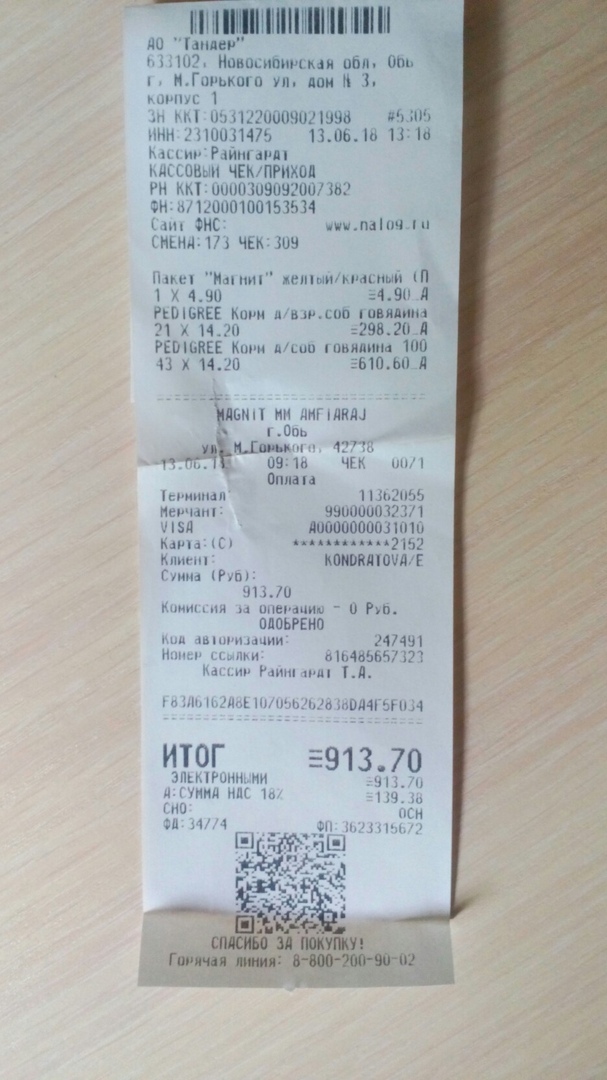 АО "Тандер"
633102, Новосибирская обл, Обь
г, М.Горького ул, дом № 3,
корпус 1
ЗН ККТ:0531220009021998 #5305
ИНН:2310031475 13.06.18 13:18
Кассир:Райнгардт
КАССОВЫЙ ЧЕК/ПРИХОД
РН ККТ:0000309092007382
ФН:8712000100153534
Сайт ФНС: www.nalog.ru
СМЕНА:173 ЧЕК:309
Пакет "Магнит" желтый/красный (П
1 X 4.90 =4.90_А
PEDIGREE Корм д/взр.соб говядина
21 X 14.20 =298.20_А
PEDIGREE Корм д/соб говядина 100
43 X 14.20 =610.60_А
MAGNIT MM AMFIARAJ
г.Обь
ул. М.Горького, 42738
13.06.18 09:18 ЧЕК 0071
Оплата
Терминал: 11362055
Мерчант: 990000032371
VISA A0000000031010
Карта:(С) ************2152
Клиент: KONDRATOVA/E
Сумма (Руб):
913.70
Комиссия за операцию - 0 Руб.
ОДОБРЕНО
Код авторизации: 247491
Номер ссылки: 816485657323
Кассир Райнгардт Т.А.
F83A6162A8E107056262838DA4F5F034
ИТОГ =913.70
ЭЛЕКТРОННЫМИ =913.70
А:СУММА НДС 18% =139.38
СНО: ОСН
ФД:34774 ФП:3623315672
СПАСИБО ЗА ПОКУПКУ!
Горячая линия: 8-800-200-90-02